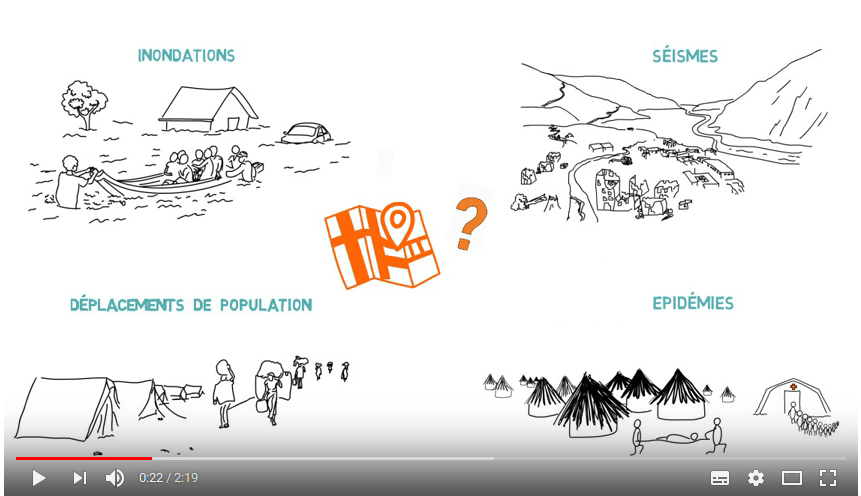 INONDATIONS
SÉISMES
?
DÉPLACEMENTS DE POPULATION
EPIDÉMIES
0:22 / 2:19